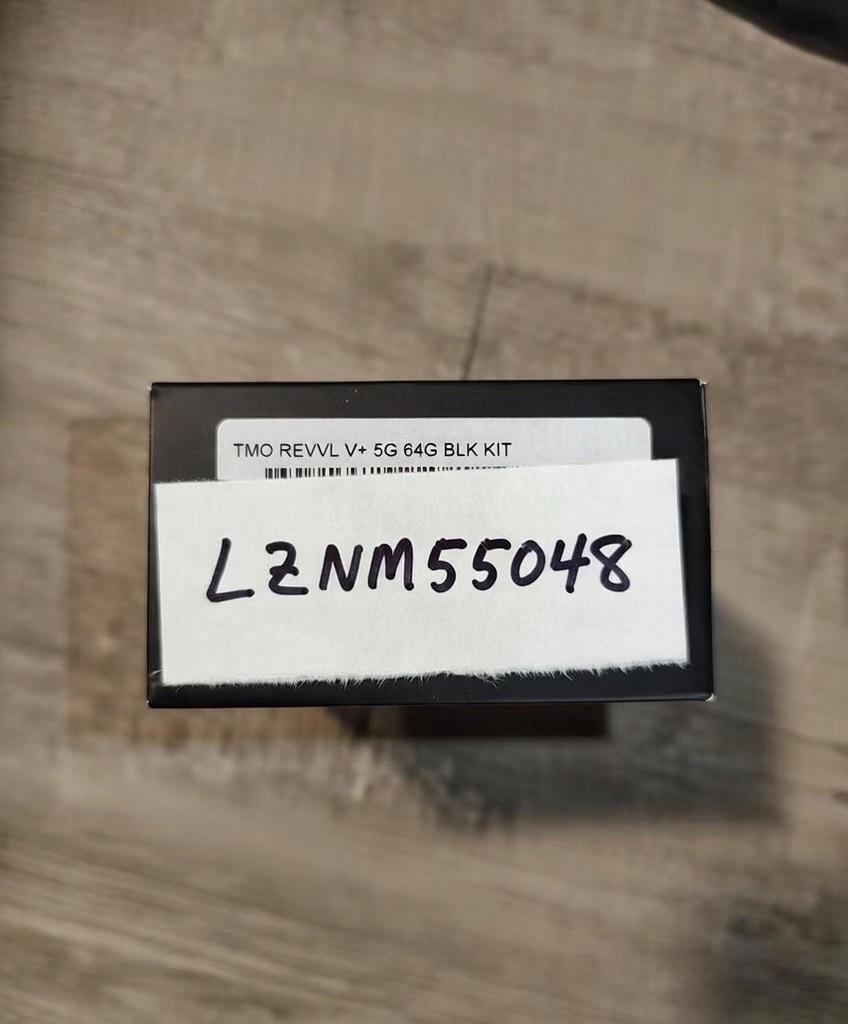 TMO REVVL V+ 5G 64G BLK KIT
LZNM55048